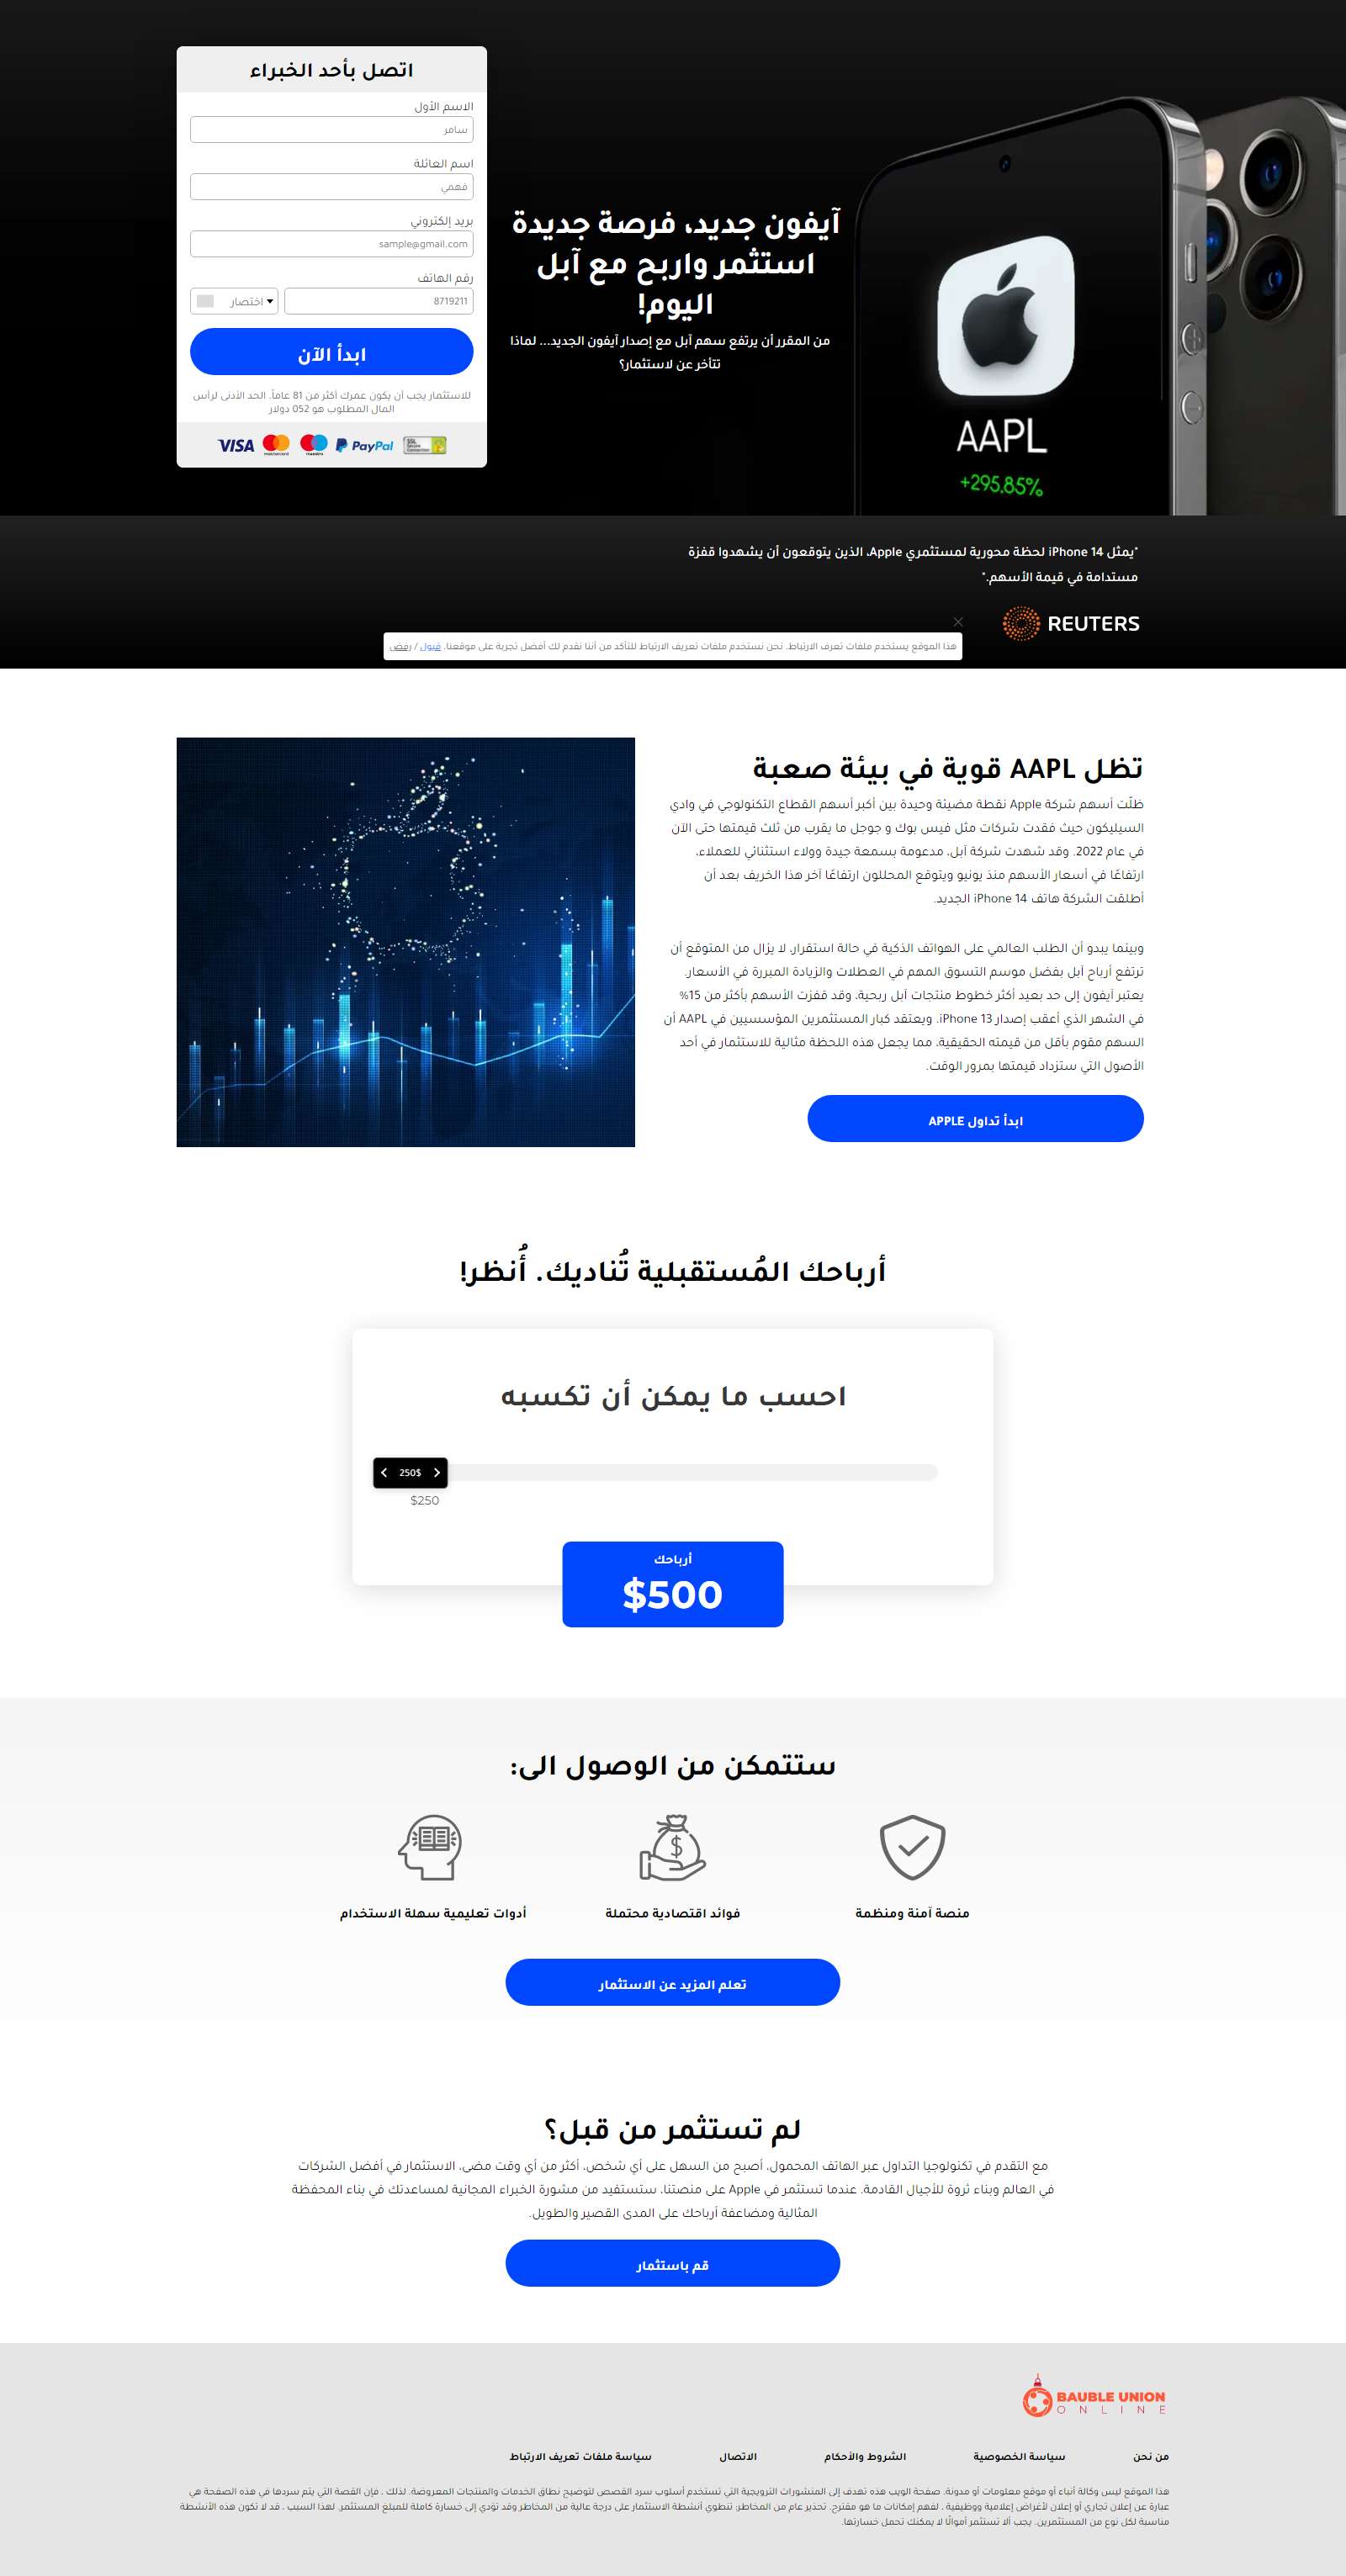 اتصل بأحد الخبراء
الاسم الأول
سامر
اسم العائلة
فهمي
بريد إلكتروني
sample@gmail.com
رقم الهاتف
8719211
اختصار
ابدأ الآن
للاستثمار يجب أن يكون عمرك أكثر من 81 عاماً. الحد الأدنى لرأس
المال المطلوب هو 052 دولار
VISA
mastercard
maestro
PayPal
SSL
Secure
Connection
آيفون جديد، فرصة جديدة
استثمر واربح مع آبل
اليوم!
من المقرر أن يرتفع سهم آبل مع إصدار آيفون الجديد... لماذا
تتأخر عن لاستثمار؟
AAPL
+295.85%
"يمثل iPhone 14 لحظة محورية لمستثمري Apple، الذين يتوقعون أن يشهدوا قفزة
مستدامة في قيمة الأسهم."
REUTERS
هذا الموقع يستخدم ملفات تعرف الارتباط. نحن نستخدم ملفات تعريف الارتباط للتأكد من أننا نقدم لك أفضل تجربة على موقعنا. قبول / رفض
تظل AAPL قوية في بيئة صعبة
ظلّت أسهم شركة Apple نقطة مضيئة وحيدة بين أكبر أسهم القطاع التكنولوجي في وادي
السيليكون حيث فقدت شركات مثل فيس بوك و جوجل ما يقرب من ثلث قيمتها حتى الآن
في عام 2022. وقد شهدت شركة آبل، مدعومة بسمعة جيدة وولاء استثنائي للعملاء،
ارتفاعًا في أسعار الأسهم منذ يونيو ويتوقع المحللون ارتفاعًا آخر هذا الخريف بعد أن
أطلقت الشركة هاتف iPhone 14 الجديد.
وبينما يبدو أن الطلب العالمي على الهواتف الذكية في حالة استقرار، لا يزال من المتوقع أن
ترتفع أرباح آبل بفضل موسم التسوق المهم في العطلات والزيادة المبررة في الأسعار.
يعتبر آيفون إلى حد بعيد أكثر خطوط منتجات آبل ربحية، وقد قفزت الأسهم بأكثر من 15%
في الشهر الذي أعقب إصدار iPhone 13. ويعتقد كبار المستثمرين المؤسسيين في AAPL أن
السهم مقوم بأقل من قيمته الحقيقية، مما يجعل هذه اللحظة مثالية للاستثمار في أحد
الأصول التي ستزداد قيمتها بمرور الوقت.
ابدأ تداول APPLE
أرباحك المُستقبلية تُناديك. أُنظر!
احسب ما يمكن أن تكسبه
250$
$250
أرباحك
$500
ستتمكن من الوصول الى:
منصة آمنة ومنظمة
فوائد اقتصادية محتملة
أدوات تعليمية سهلة الاستخدام
تعلم المزيد عن الاستثمار
لم تستثمر من قبل؟
مع التقدم في تكنولوجيا التداول عبر الهاتف المحمول، أصبح من السهل على أي شخص، أكثر من أي وقت مضى، الاستثمار في أفضل الشركات
في العالم وبناء ثروة للأجيال القادمة. عندما تستثمر في Apple على منصتنا، ستستفيد من مشورة الخبراء المجانية لمساعدتك في بناء المحفظة
المثالية ومضاعفة أرباحك على المدى القصير والطويل.
قم باستثمار
BAUBLE UNION
ONLINE
من نحن
سياسة الخصوصية
الشروط والأحكام
الاتصال
سياسة ملفات تعريف الارتباط
هذا الموقع ليس وكالة أنباء أو موقع معلومات أو مدونة. صفحة الويب هذه تهدف إلى المنشورات الترويجية التي تستخدم أسلوب سرد القصص لتوضيح نطاق الخدمات والمنتجات المعروضة. لذلك ، فإن القصة التي يتم سردها في هذه الصفحة هي
عبارة عن إعلان تجاري أو إعلان لأغراض إعلامية ووظيفية ، لفهم إمكانات ما هو مقترح. تحذير عام من المخاطر: تنطوي أنشطة الاستثمار على درجة عالية من المخاطر وقد تؤدي إلى خسارة كاملة للمبلغ المستثمر. لهذا السبب ، قد لا تكون هذه الأنشطة
مناسبة لكل نوع من المستثمرين. يجب ألا تستثمر أموالًا لا يمكنك تحمل خسارتها.